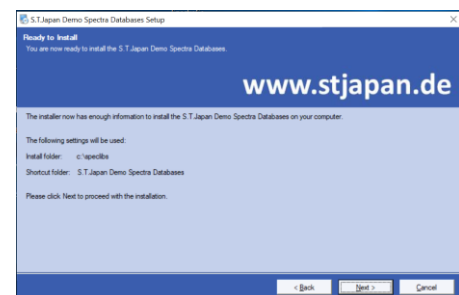 S.T.Japan Demo Spectra Databases Setup
Ready to Install
You are now ready to install the S.T.Japan Demo Spectra Databases.
www.stjapan.de
The installer now has enough information to install the S.T.Japan Demo Spectra Databases on your computer.
The following settings will be used:
Install folder: c:\speclibs
Shortcut folder: S.T.Japan Demo Spectra Databases
Please click Next to proceed with the installation.
< Back Next > Cancel